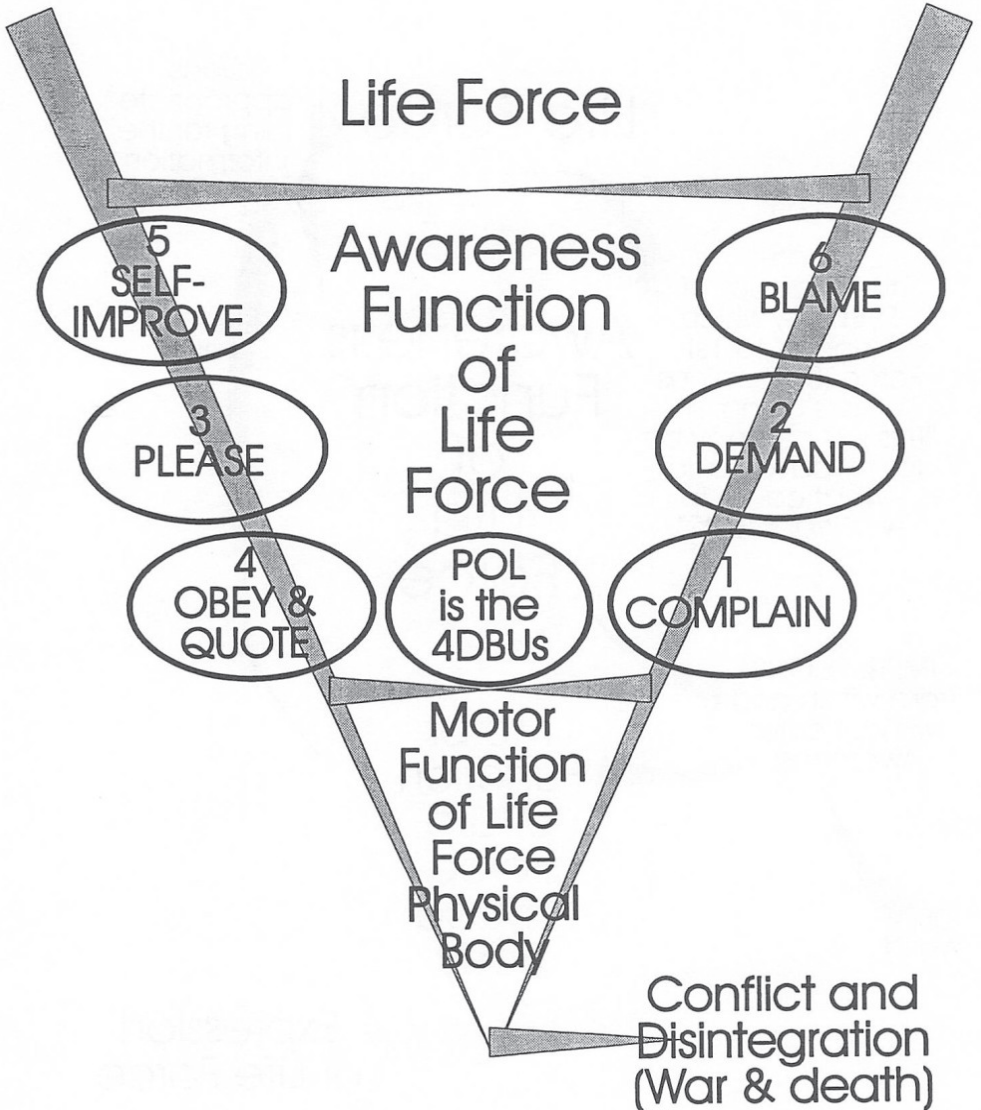 Life Force
Awareness
Function
of
Life
Force
5
SELF-
IMPROVE
6
BLAME
3
PLEASE
2
DEMAND
4
OBEY &
QUOTE
POL
is the
4DBUs
1
COMPLAIN
Motor
Function
of Life
Force
Physical
Body
Conflict and
Disintegration
(War & death)